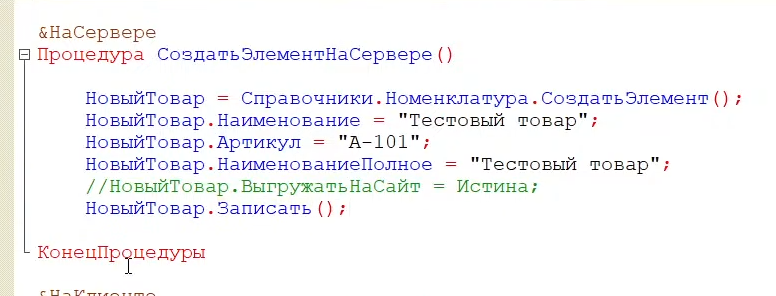 &НаСервере
Процедура СоздатьЭлементНаСервере()
НовыйТовар = Справочники.Номенклатура.СоздатьЭлемент();
НовыйТовар.Наименование = "Тестовый товар";
НовыйТовар.Артикул = "А-101";
НовыйТовар.НаименованиеПолное = "Тестовый товар";
//НовыйТовар.ВыгружатьНаСайт = Истина;
НовыйТовар.Записать();
КонецПроцедуры
&НаКлиенте